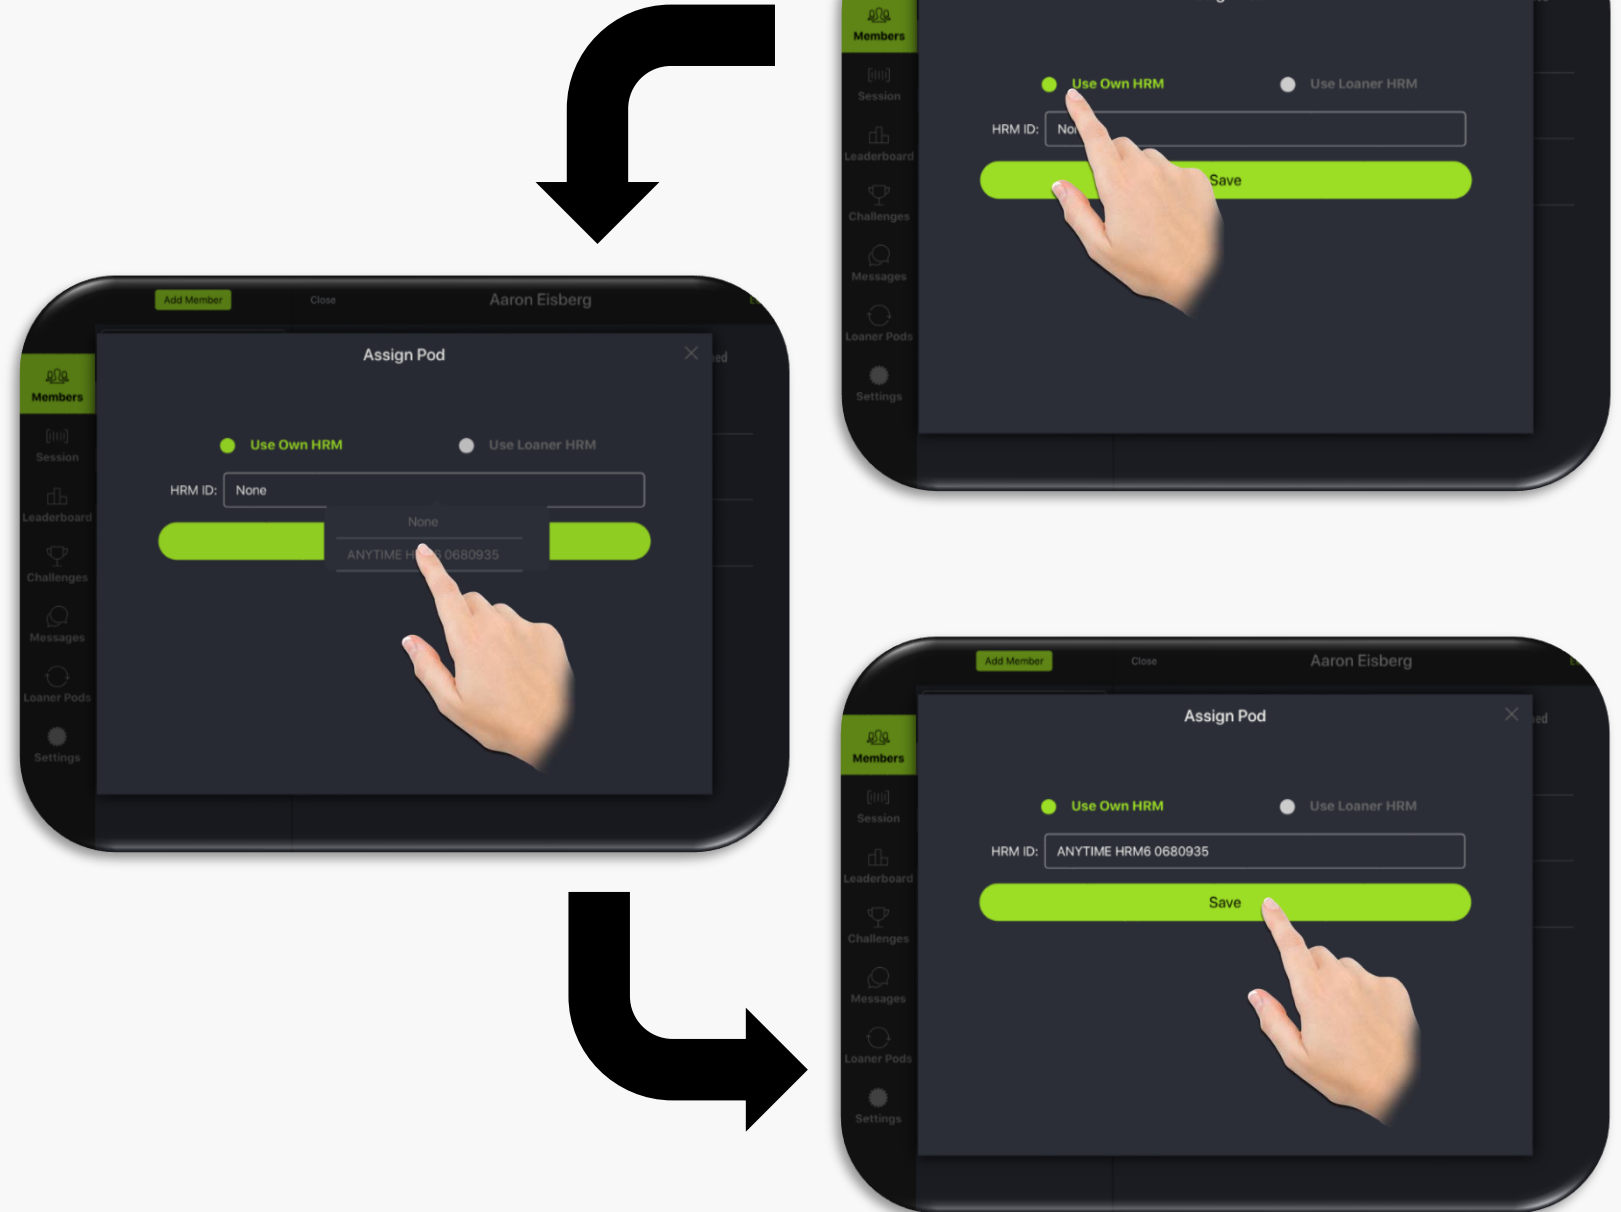 Members
Session
Leaderboard
Challenges
Messages
Loaner Pods
Settings
Use Own HRM
Use Loaner HRM
HRM ID:
Save
Add Member
Close
Aaron Eisberg
Assign Pod
Members
Session
Leaderboard
Challenges
Messages
Loaner Pods
Settings
Use Own HRM
Use Loaner HRM
HRM ID: None
None
ANYTIME HRM6 0680935
Add Member
Close
Aaron Eisberg
Assign Pod
Members
Session
Leaderboard
Challenges
Messages
Loaner Pods
Settings
Use Own HRM
Use Loaner HRM
HRM ID: ANYTIME HRM6 0680935
Save